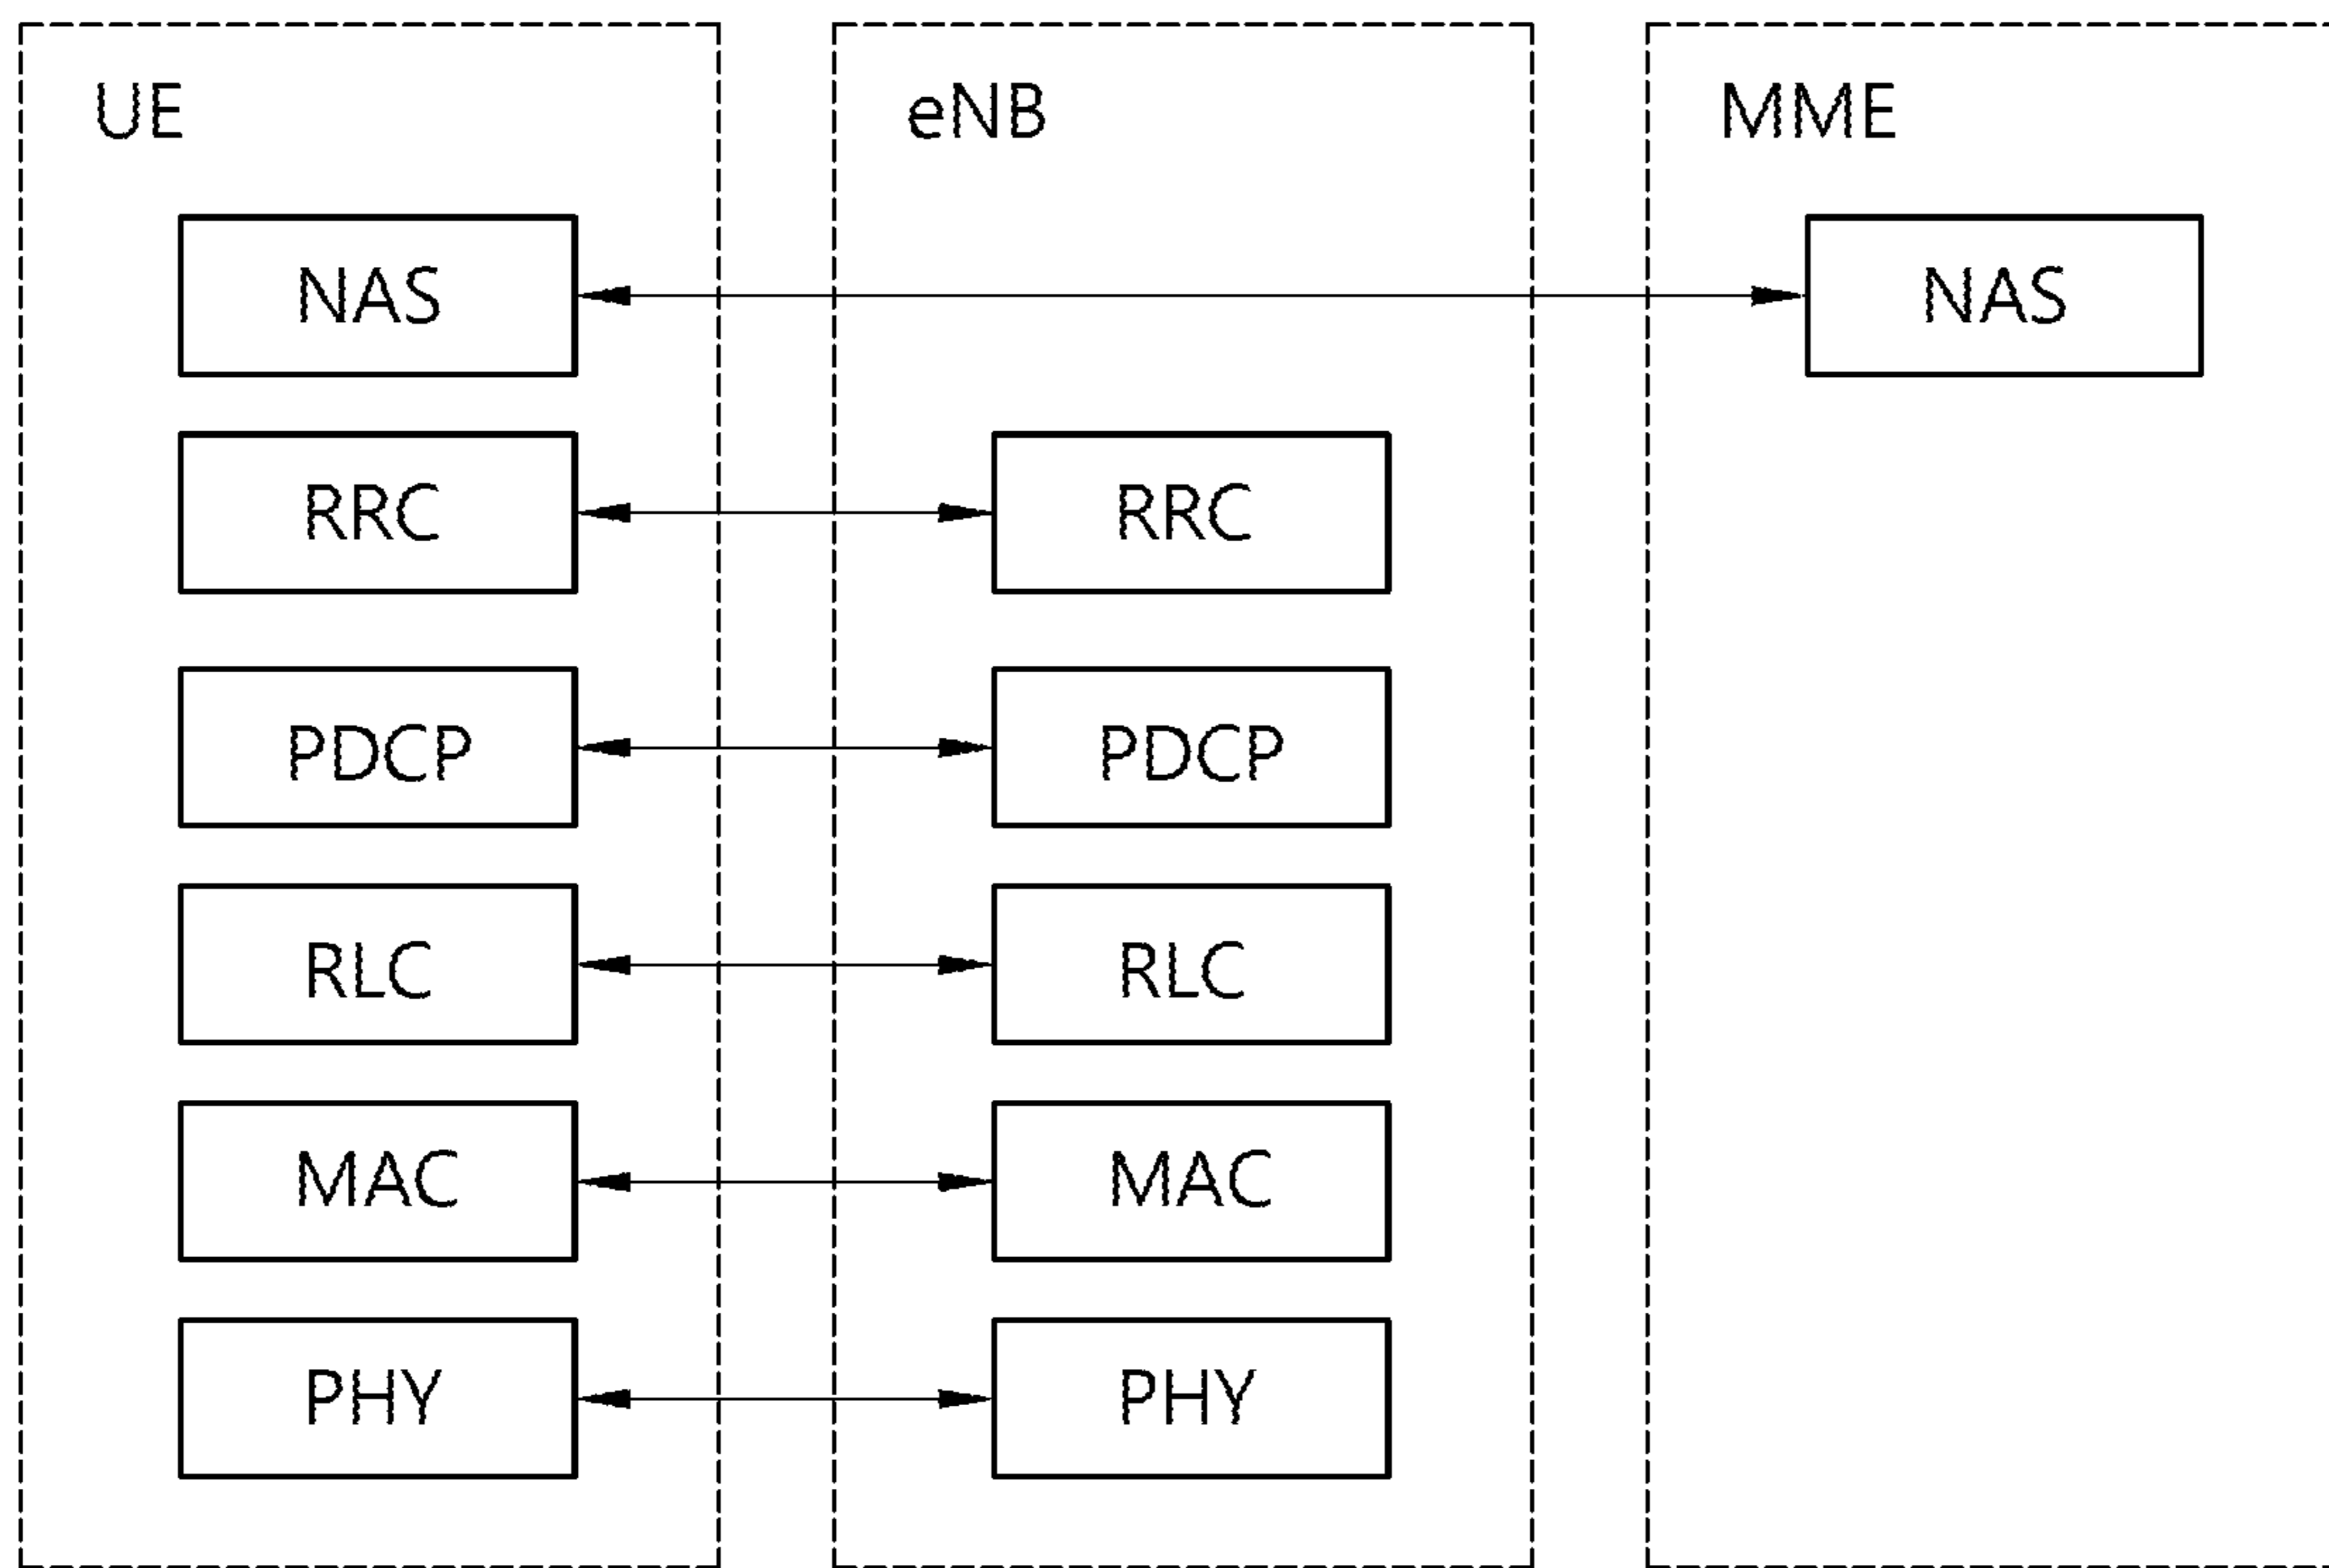 UE
eNB
MME
NAS
NAS
RRC
RRC
PDCP
PDCP
RLC
RLC
MAC
MAC
PHY
PHY